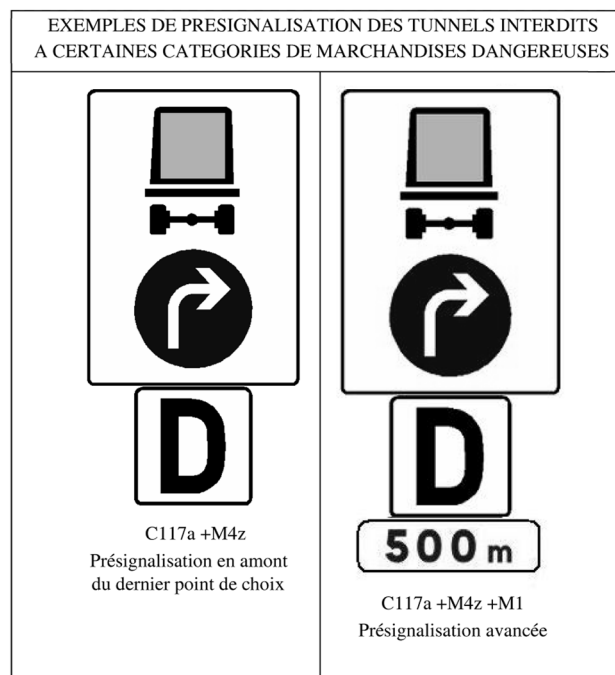 EXEMPLES DE PRESIGNALISATION DES TUNNELS INTERDITS
A CERTAINES CATEGORIES DE MARCHANDISES DANGEREUSES
D
C117a +M4z
Présignalisation en amont
du dernier point de choix
D
500 m
C117a +M4z +M1
Présignalisation avancée